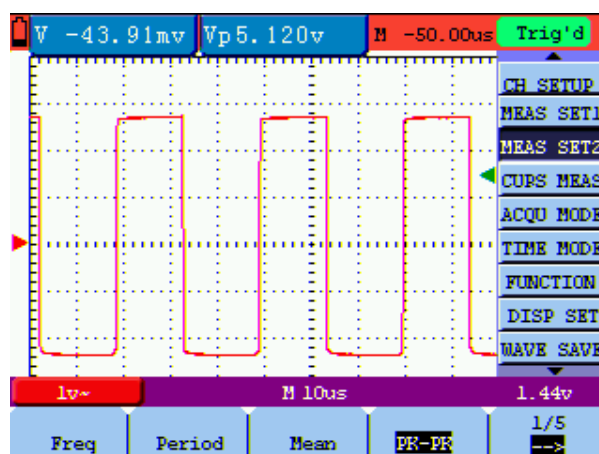 V -43.91mv Vp5.120v M -50.00us Trig'd
CH SETUP
MEAS SET1
MEAS SET2
CURS MEAS
ACQU MODE
TIME MODE
FUNCTION
DISP SET
WAVE SAVE
1v~ M 10us 1.44v
Freq Period Mean PK-PK 1/5
-->